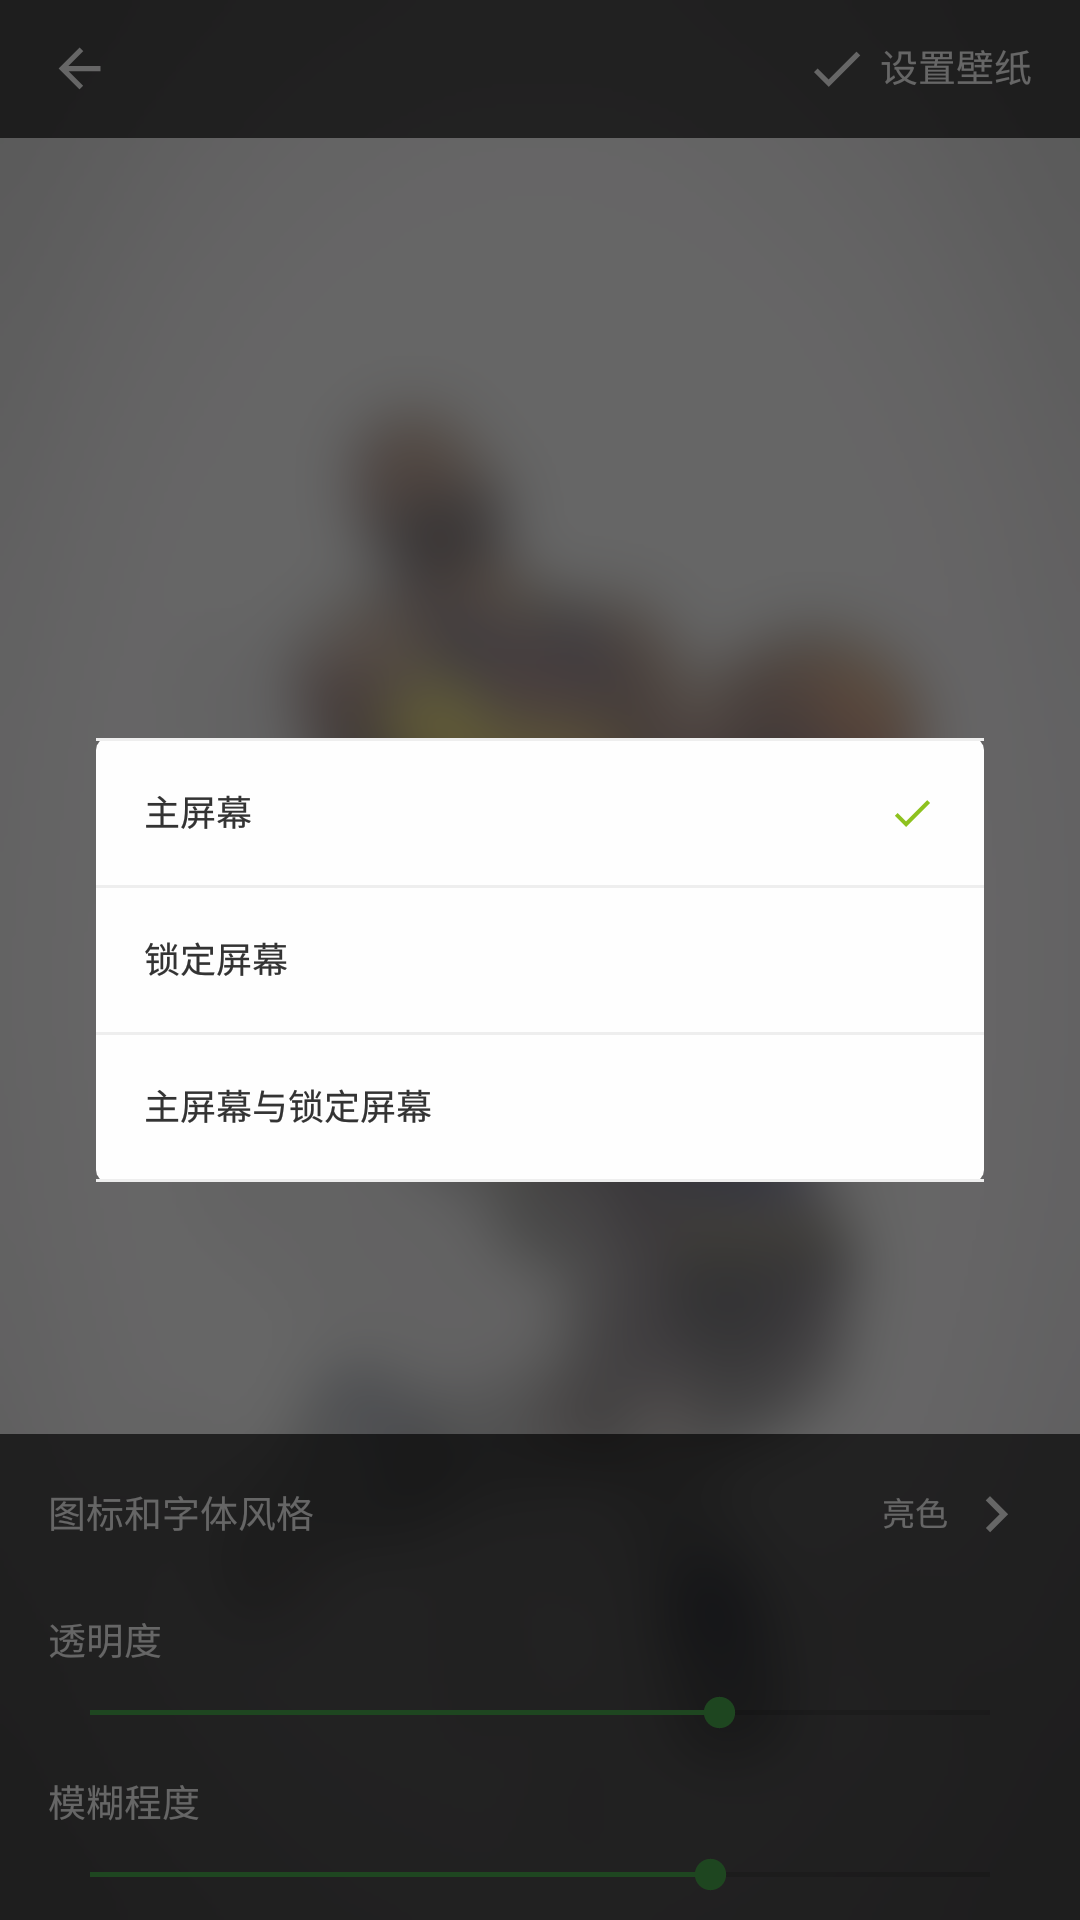 设置壁纸
主屏幕
锁定屏幕
主屏幕与锁定屏幕
图标和字体风格 亮色
透明度
模糊程度